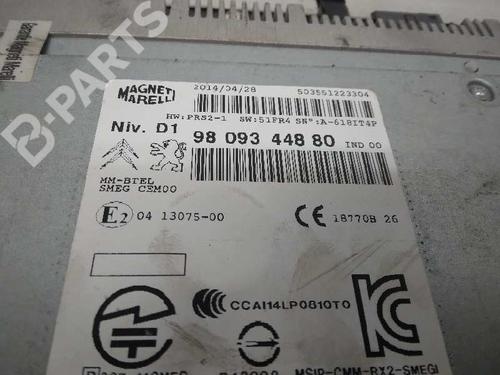 MAGNETI MARELLI
2014/04/28 503551223304
HW:PRS2-1 SW:51FR4 SN°:A-618IT4P
Niv. D1 98 093 448 80 IND 00
MM-BTEL
SMEG CEM00
E2 04 13075-00 CE 18770B 26
CCAI14LP0810T0
MSIP-CMM-RX2-SMEGI
B-PARTS